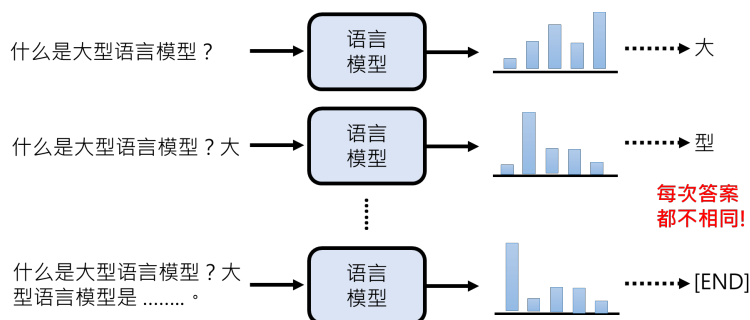 什么是大型语言模型？
语言
模型
大
什么是大型语言模型？大
语言
模型
型
每次答案
都不相同!
什么是大型语言模型？大
型语言模型是 ........。
语言
模型
[END]